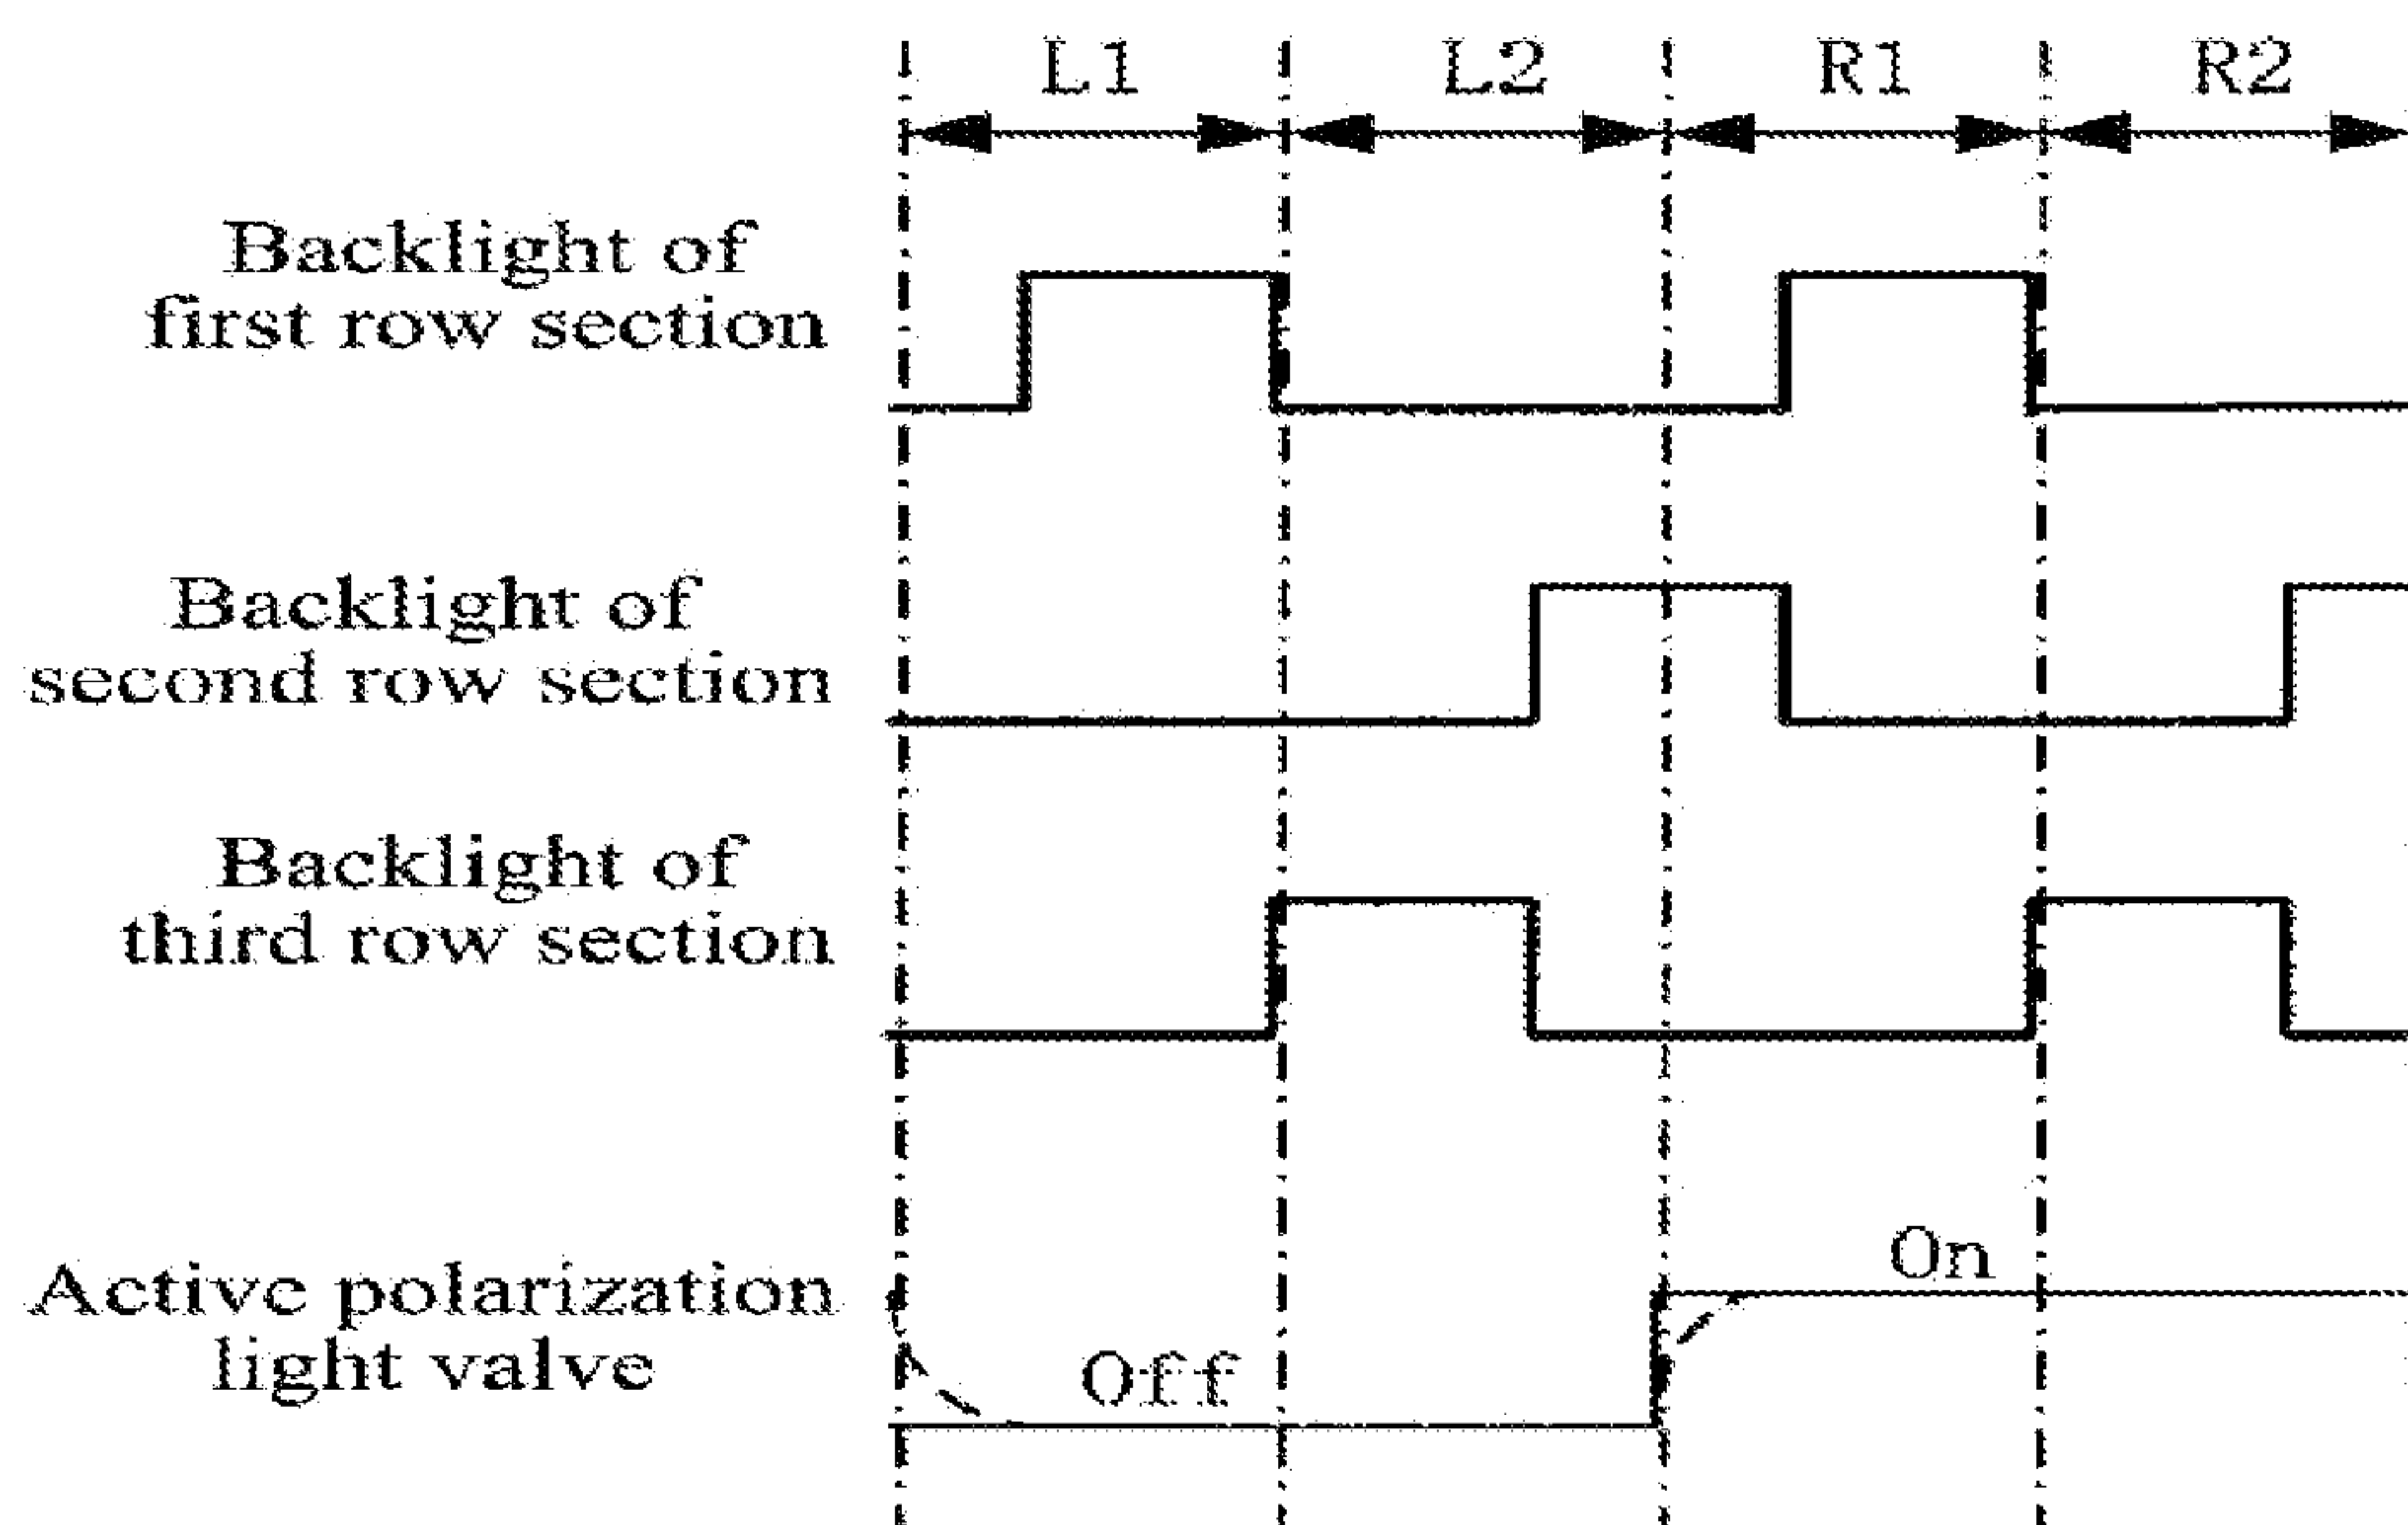 L1 L2 R1 R2
Backlight of
first row section
Backlight of
second row section
Backlight of
third row section
On
Active polarization
light valve
Off